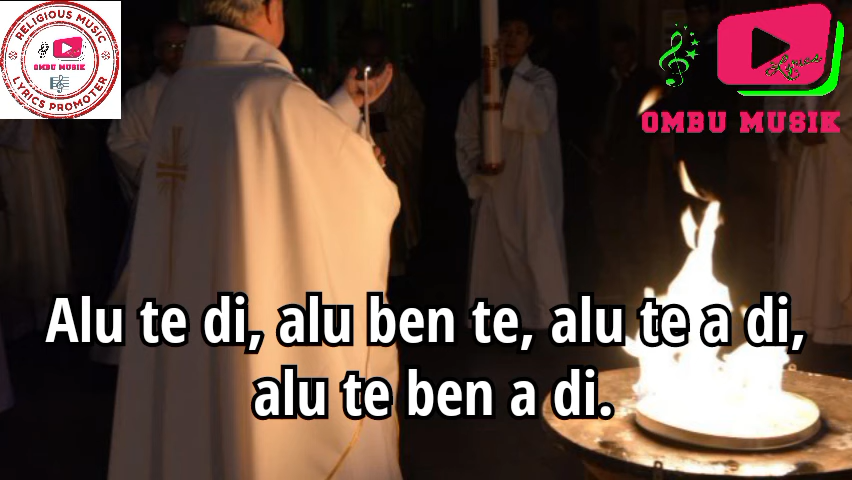 RELIGIOUS MUSIC
OMBU MUSIK
LYRICS PROMOTER
Lyrics
OMBU MUSIK
Alu te di, alu ben te, alu te a di,
alu te ben a di.